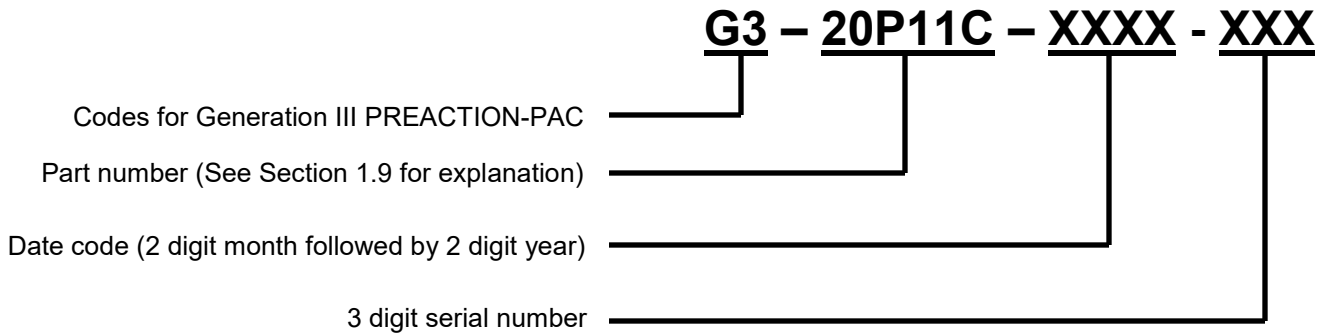 G3 – 20P11C – XXXX - XXX
Codes for Generation III PREACTION-PAC
Part number (See Section 1.9 for explanation)
Date code (2 digit month followed by 2 digit year)
3 digit serial number